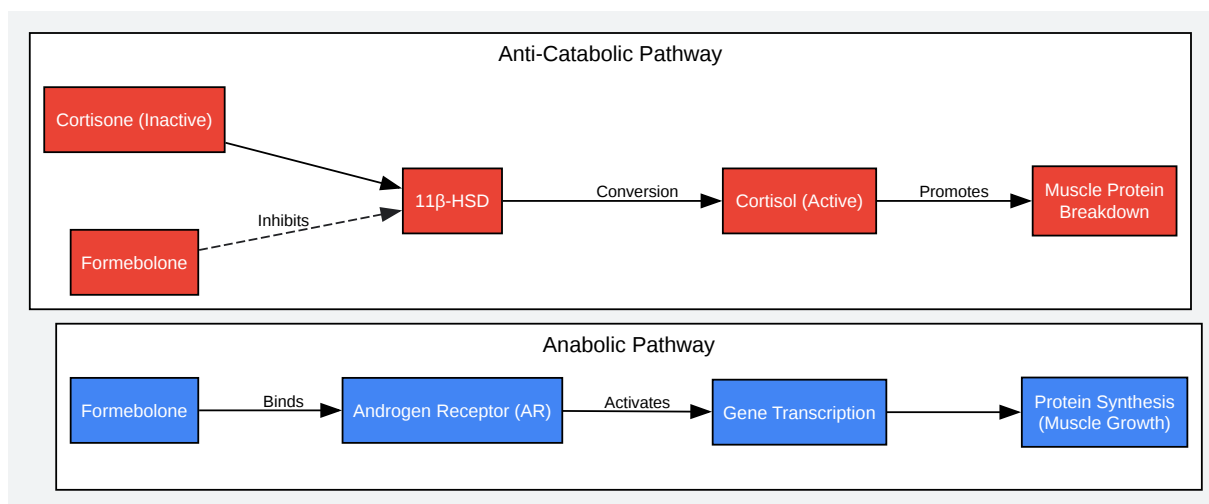 Anti-Catabolic Pathway
Cortisone (Inactive)
11β-HSD
Conversion
Cortisol (Active)
Promotes
Muscle Protein
Breakdown
Inhibits
Formebolone
Anabolic Pathway
Formebolone
Binds
Androgen Receptor (AR)
Activates
Gene Transcription
Protein Synthesis
(Muscle Growth)